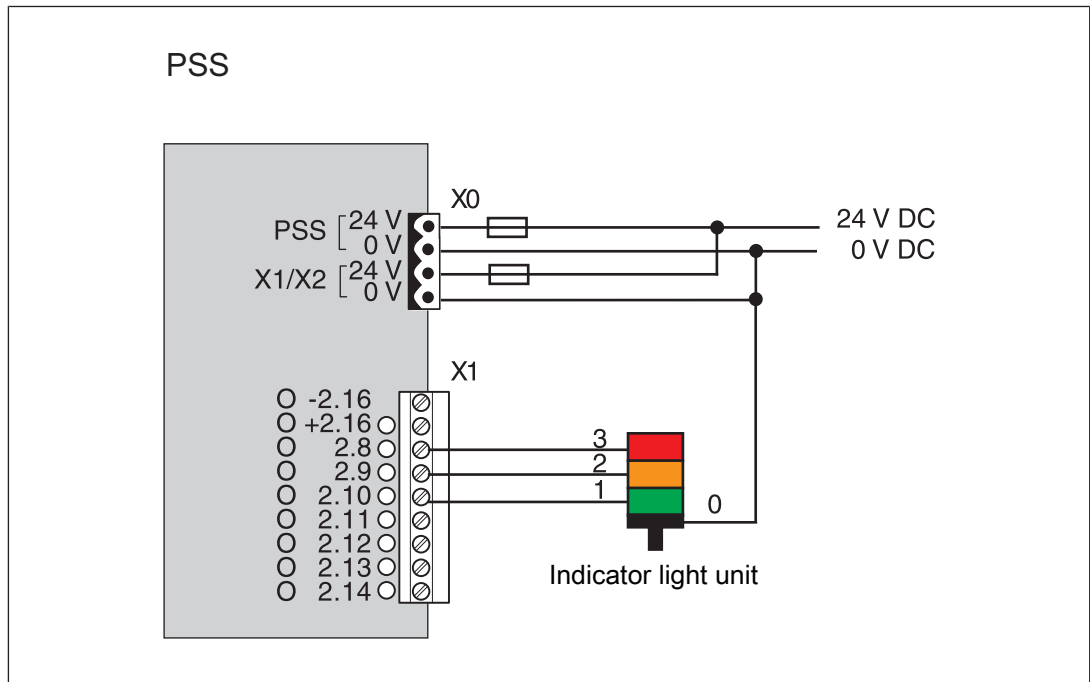 PSS
X0
PSS [ 24 V
0 V
X1/X2 [ 24 V
0 V
24 V DC
0 V DC
X1
O -2.16
O +2.16 O
O 2.8 O
O 2.9 O
O 2.10 O
O 2.11 O
O 2.12 O
O 2.13 O
O 2.14 O
3
2
1
0
Indicator light unit